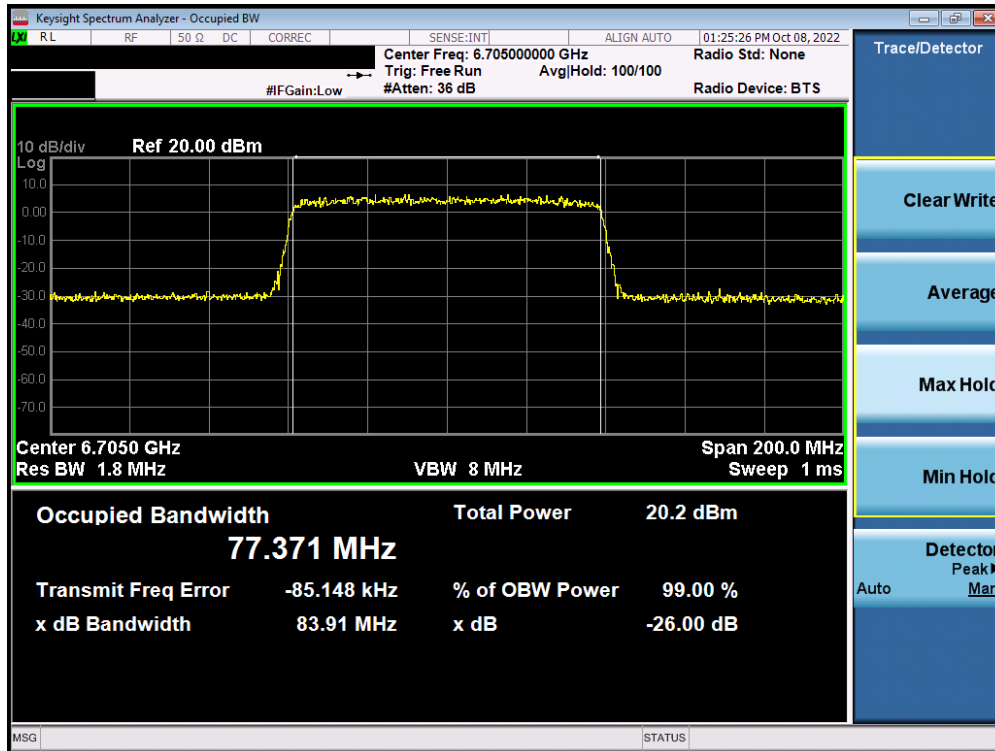 Keysight Spectrum Analyzer - Occupied BW
LXI RL RF 50 Ω DC CORREC SENSE:INT ALIGN AUTO 01:25:26 PM Oct 08, 2022
Center Freq: 6.705000000 GHz Radio Std: None
Trig: Free Run Avg|Hold: 100/100
#IFGain:Low #Atten: 36 dB Radio Device: BTS
Trace/Detector
10 dB/div Ref 20.00 dBm
Log
10.0
0.00
-10.0
-20.0
-30.0
-40.0
-50.0
-60.0
-70.0
Center 6.7050 GHz Span 200.0 MHz
Res BW 1.8 MHz VBW 8 MHz Sweep 1 ms
Occupied Bandwidth Total Power 20.2 dBm
77.371 MHz
Transmit Freq Error -85.148 kHz % of OBW Power 99.00 %
x dB Bandwidth 83.91 MHz x dB -26.00 dB
Clear Write
Average
Max Hold
Min Hold
Detector
Peak▶
Auto Man
MSG STATUS